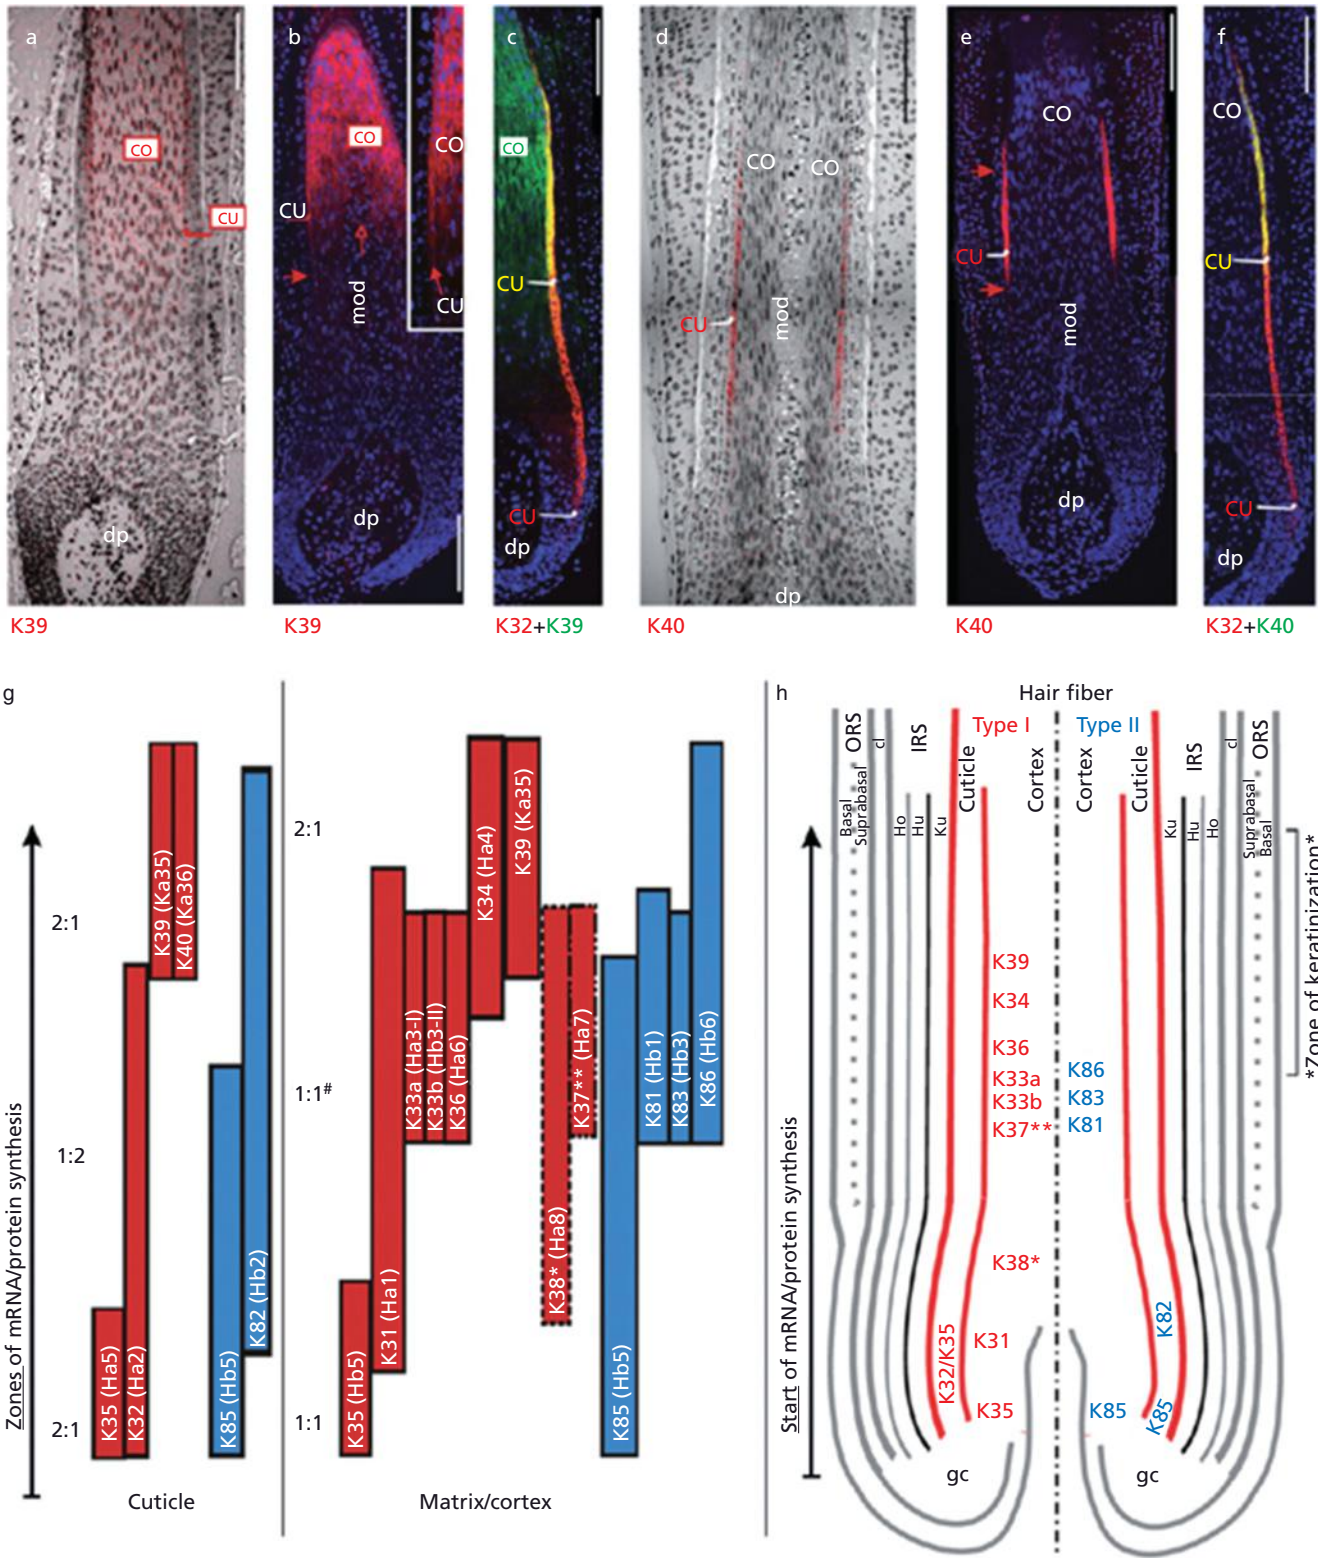 a
CO
CU
dp
K39
b
CO
CU
mod
dp
CO
CU
K39
c
CO
CU
CU
dp
K32+K39
d
CO
CO
CU
mod
dp
K40
e
CO
CU
mod
dp
K40
f
CO
CU
CU
dp
K32+K40
g
Zones of mRNA/protein synthesis
2:1
1:2
2:1
K35 (Ha5)
K32 (Ha2)
K39 (Ka35)
K40 (Ka36)
K85 (Hb5)
K82 (Hb2)
Cuticle
2:1
1:1#
1:1
K35 (Hb5)
K31 (Ha1)
K33a (Ha3-I)
K33b (Hb3-II)
K36 (Ha6)
K34 (Ha4)
K39 (Ka35)
K38* (Ha8)
K37** (Ha7)
K85 (Hb5)
K81 (Hb1)
K83 (Hb3)
K86 (Hb6)
Matrix/cortex
h
Hair fiber
Type I
Type II
Start of mRNA/protein synthesis
ORS
Basal
Suprabasal
cl
IRS
Ho
Hu
Ku
Cuticle
Cortex
Cortex
Cuticle
Ku
IRS
Hu
Ho
cl
ORS
Suprabasal
Basal
*Zone of keratinization*
K39
K34
K36
K33a
K33b
K37**
K38*
K31
K32/K35
K35
K86
K83
K81
K82
K85
K85
gc
gc